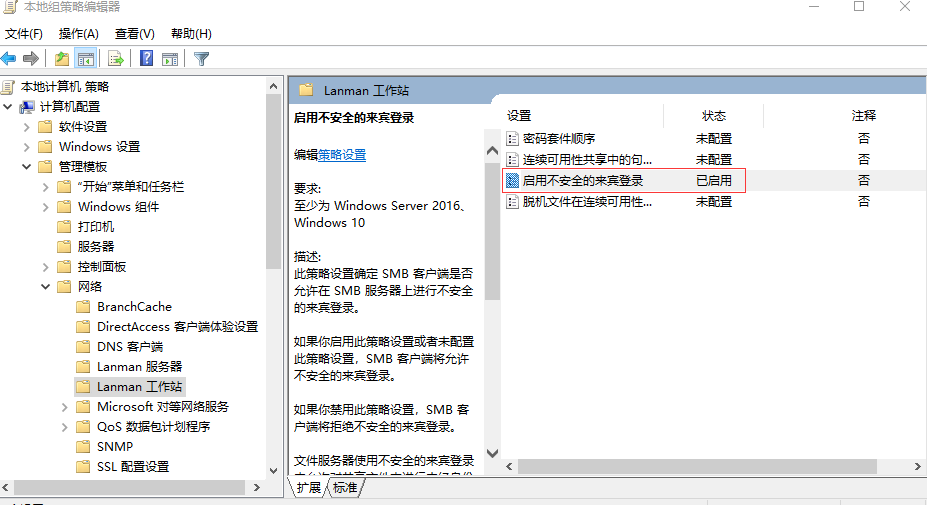 本地组策略编辑器
文件(F) 操作(A) 查看(V) 帮助(H)
本地计算机 策略
计算机配置
软件设置
Windows 设置
管理模板
"开始"菜单和任务栏
Windows 组件
打印机
服务器
控制面板
网络
BranchCache
DirectAccess 客户端体验设置
DNS 客户端
Lanman 服务器
Lanman 工作站
Microsoft 对等网络服务
QoS 数据包计划程序
SNMP
SSL 配置设置
Lanman 工作站
启用不安全的来宾登录
编辑策略设置
要求:
至少为 Windows Server 2016、
Windows 10
描述:
此策略设置确定 SMB 客户端是否
允许在 SMB 服务器上进行不安全
的来宾登录。
如果你启用此策略设置或者未配置
此策略设置，SMB 客户端将允许
不安全的来宾登录。
如果你禁用此策略设置，SMB 客
户端将拒绝不安全的来宾登录。
文件服务器使用不安全的来宾登录
设置 状态 注释
密码套件顺序 未配置 否
连续可用性共享中的句... 未配置 否
启用不安全的来宾登录 已启用 否
脱机文件在连续可用性... 未配置 否
扩展 标准